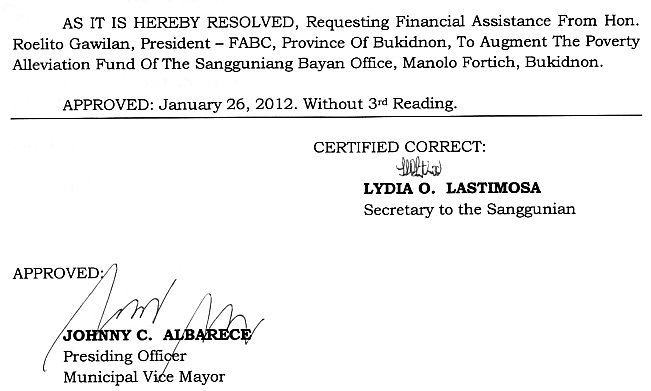 AS IT IS HEREBY RESOLVED, Requesting Financial Assistance From Hon.
Roelito Gawilan, President – FABC, Province Of Bukidnon, To Augment The Poverty
Alleviation Fund Of The Sangguniang Bayan Office, Manolo Fortich, Bukidnon.
APPROVED: January 26, 2012. Without 3rd Reading.
CERTIFIED CORRECT:
LYDIA O. LASTIMOSA
Secretary to the Sanggunian
APPROVED:
JOHNNY C. ALBARECE
Presiding Officer
Municipal Vice Mayor